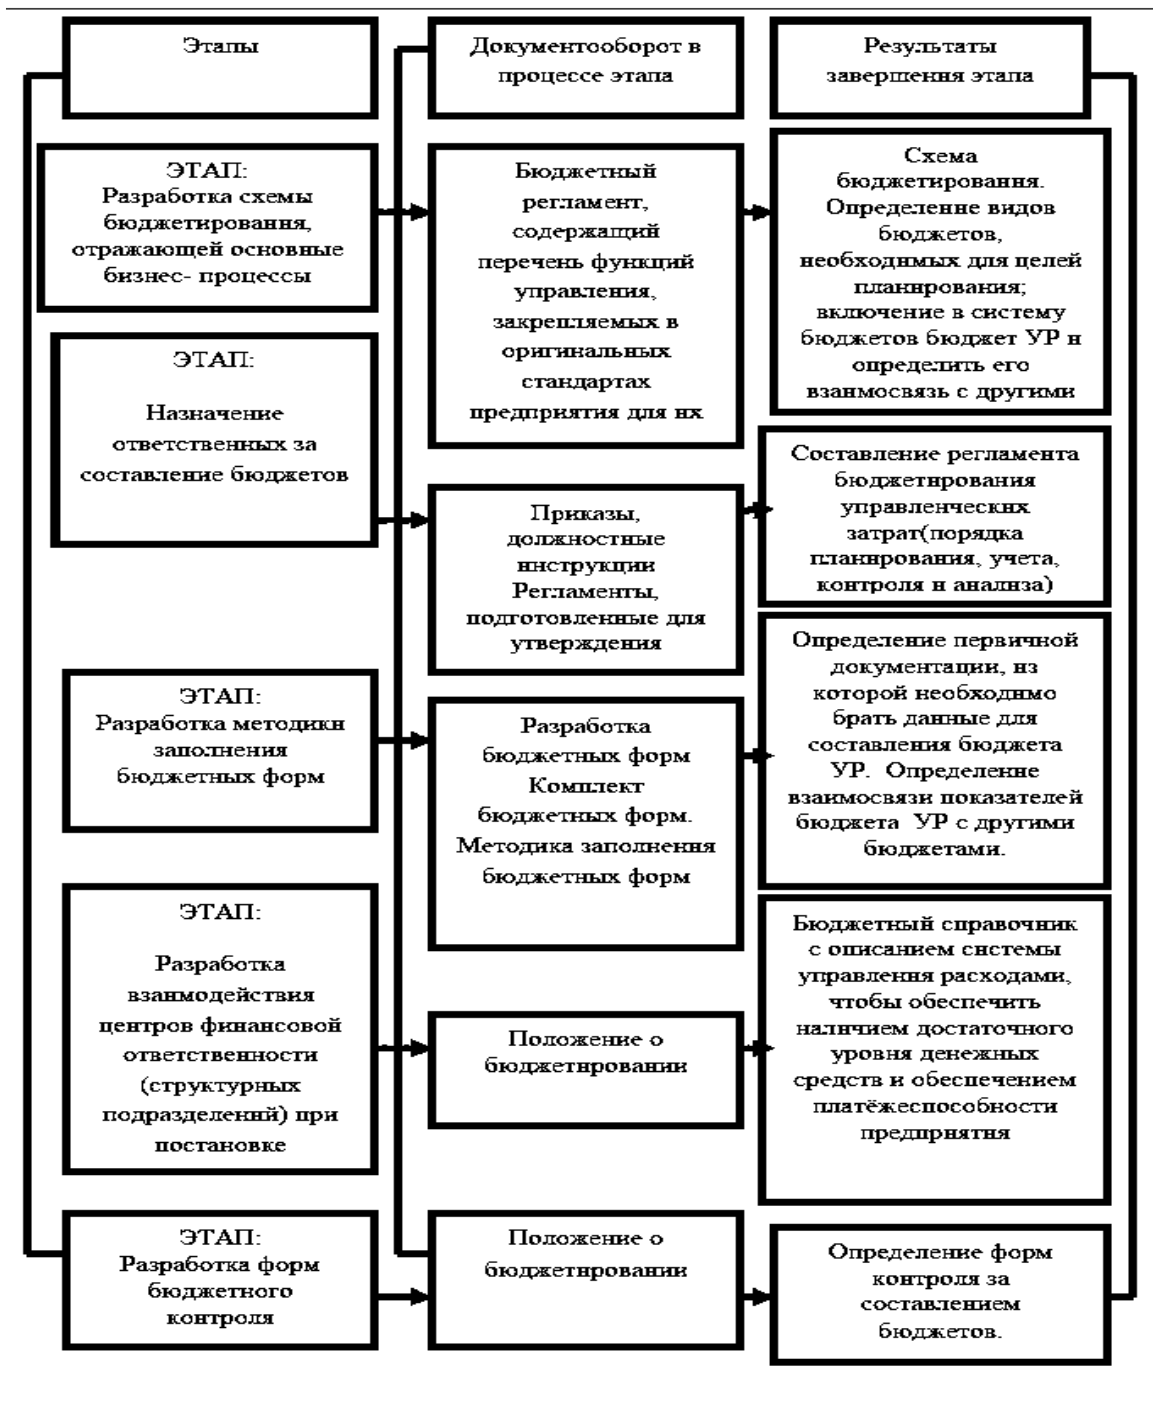 Этапы
Документооборот в
процессе этапа
Результаты
завершения этапа
ЭТАП:
Разработка схемы
бюджетирования,
отражающей основные
бизнес- процессы
Бюджетный
регламент,
содержащий
перечень функций
управления,
закрепляемых в
оригинальных
стандартах
предприятия для их
Схема
бюджетирования.
Определение видов
бюджетов,
необходимых для целей
планирования;
включение в систему
бюджетов бюджет УР и
определить его
взаимосвязь с другими
ЭТАП:
Назначение
ответственных за
составление бюджетов
Приказы,
должностные
инструкции
Регламенты,
подготовленные для
утверждения
Составление регламента
бюджетирования
управленческих
затрат(порядка
планирования, учета,
контроля и анализа)
ЭТАП:
Разработка методики
заполнения
бюджетных форм
Разработка
бюджетных форм
Комплект
бюджетных форм.
Методика заполнения
бюджетных форм
Определение первичной
документации, из
которой необходимо
брать данные для
составления бюджета
УР. Определение
взаимосвязи показателей
бюджета УР с другими
бюджетами.
ЭТАП:
Разработка
взаимодействия
центров финансовой
ответственности
(структурных
подразделений) при
постановке
Положение о
бюджетировании
Бюджетный справочник
с описанием системы
управления расходами,
чтобы обеспечить
наличием достаточного
уровня денежных
средств и обеспечением
платёжеспособности
предприятия
ЭТАП:
Разработка форм
бюджетного
контроля
Положение о
бюджетировании
Определение форм
контроля за
составлением
бюджетов.